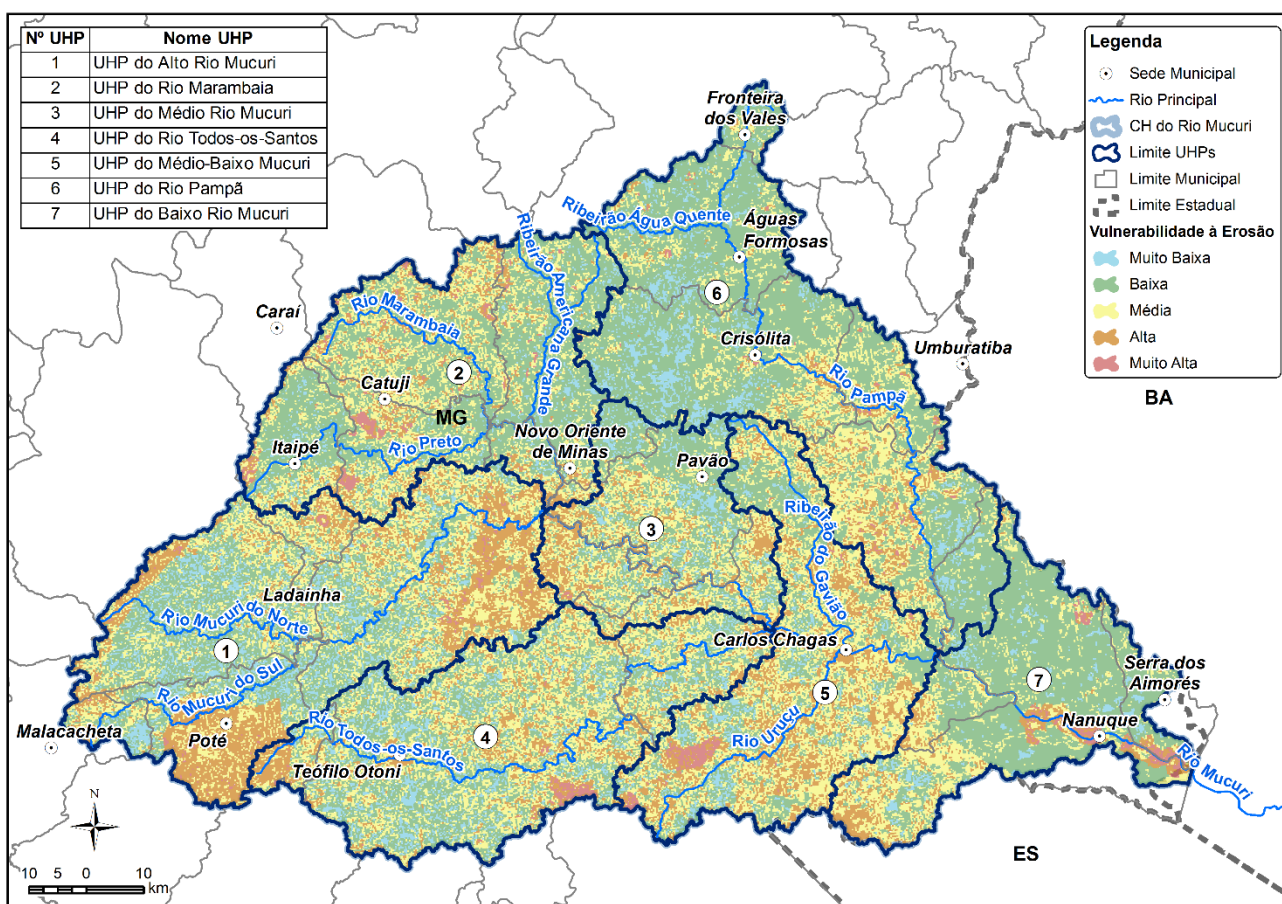 Nº UHP Nome UHP
1 UHP do Alto Rio Mucuri
2 UHP do Rio Marambaia
3 UHP do Médio Rio Mucuri
4 UHP do Rio Todos-os-Santos
5 UHP do Médio-Baixo Mucuri
6 UHP do Rio Pampã
7 UHP do Baixo Rio Mucuri
Legenda
Sede Municipal
Rio Principal
CH do Rio Mucuri
Limite UHPs
Limite Municipal
Limite Estadual
Vulnerabilidade à Erosão
Muito Baixa
Baixa
Média
Alta
Muito Alta
Fronteira
dos Vales
Ribeirão Água Quente
Águas
Formosas
Ribeirão Americana Grande
6
Caraí
Rio Marambaia
Crisólita
Umburatiba
2
Catuji
Rio Pampã
BA
MG
Novo Oriente
de Minas
Rio Preto
Itaipé
Pavão
Ribeirão do Gavião
3
Ladainha
Rio Mucuri do Norte
1
Carlos Chagas
Rio Mucuri do Sul
Serra dos
Aimorés
7
5
Malacacheta
Poté
Rio Todos-os-Santos
4
Rio Uruçu
Nanuque
Teófilo Otoni
Rio Mucuri
N
ES
10 5 0 10
km